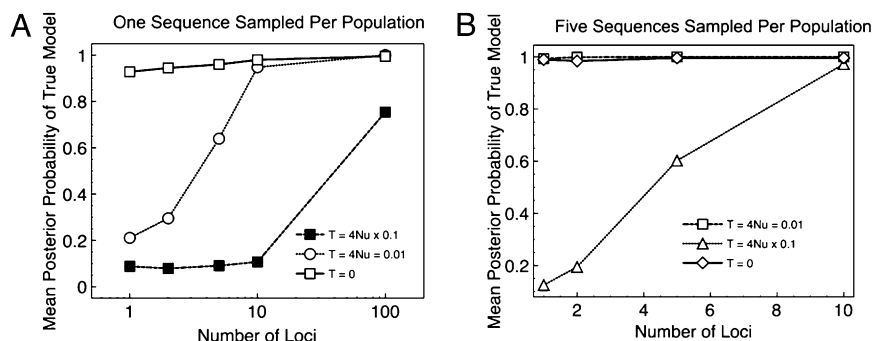 A
One Sequence Sampled Per Population
Mean Posterior Probability of True Model
1
0.8
0.6
0.4
0.2
0
T = 4Nu x 0.1
T = 4Nu = 0.01
T = 0
1
10
100
Number of Loci
B
Five Sequences Sampled Per Population
Mean Posterior Probability of True Model
1
0.8
0.6
0.4
0.2
T = 4Nu = 0.01
T = 4Nu x 0.1
T = 0
2
4
6
8
10
Number of Loci